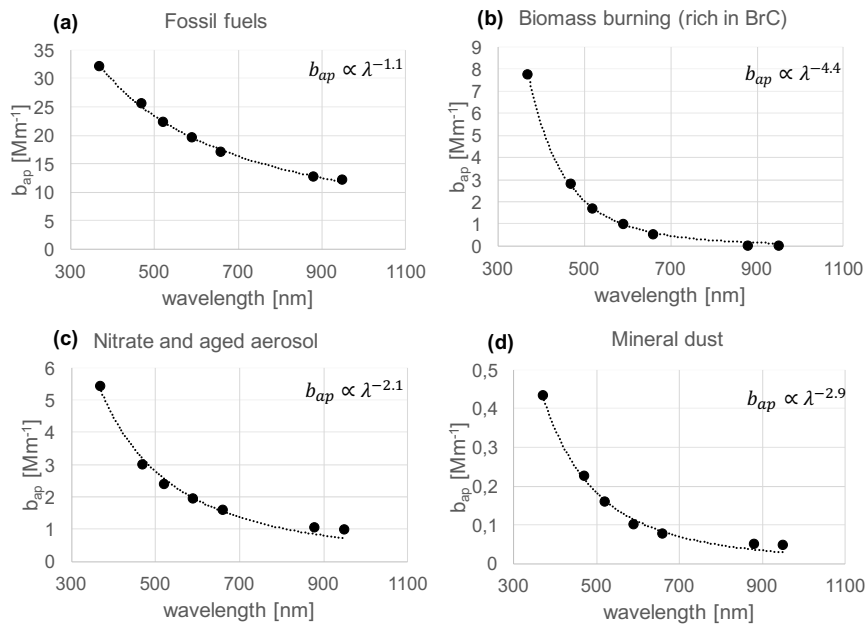 (a) Fossil fuels
b_ap ∝ λ^−1.1
b_ap [Mm⁻¹]
35
30
25
20
15
10
5
0
300 500 700 900 1100
wavelength [nm]
(b) Biomass burning (rich in BrC)
b_ap ∝ λ^−4.4
b_ap [Mm⁻¹]
9
8
7
6
5
4
3
2
1
0
300 500 700 900 1100
wavelength [nm]
(c) Nitrate and aged aerosol
b_ap ∝ λ^−2.1
b_ap [Mm⁻¹]
6
5
4
3
2
1
0
300 500 700 900 1100
wavelength [nm]
(d) Mineral dust
b_ap ∝ λ^−2.9
b_ap [Mm⁻¹]
0,5
0,4
0,3
0,2
0,1
0
300 500 700 900 1100
wavelength [nm]